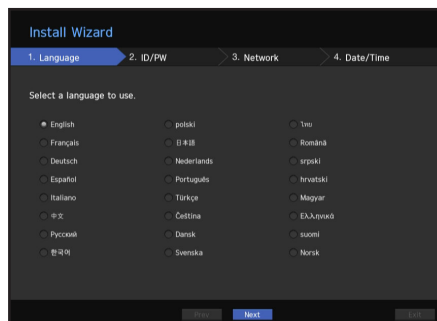 Install Wizard
1. Language 2. ID/PW 3. Network 4. Date/Time
Select a language to use.
English polski ไทย
Français 日本語 Română
Deutsch Nederlands srpski
Español Português hrvatski
Italiano Türkçe Magyar
中文 Čeština Ελληνικά
Русский Dansk suomi
한국어 Svenska Norsk
Prev Next Exit